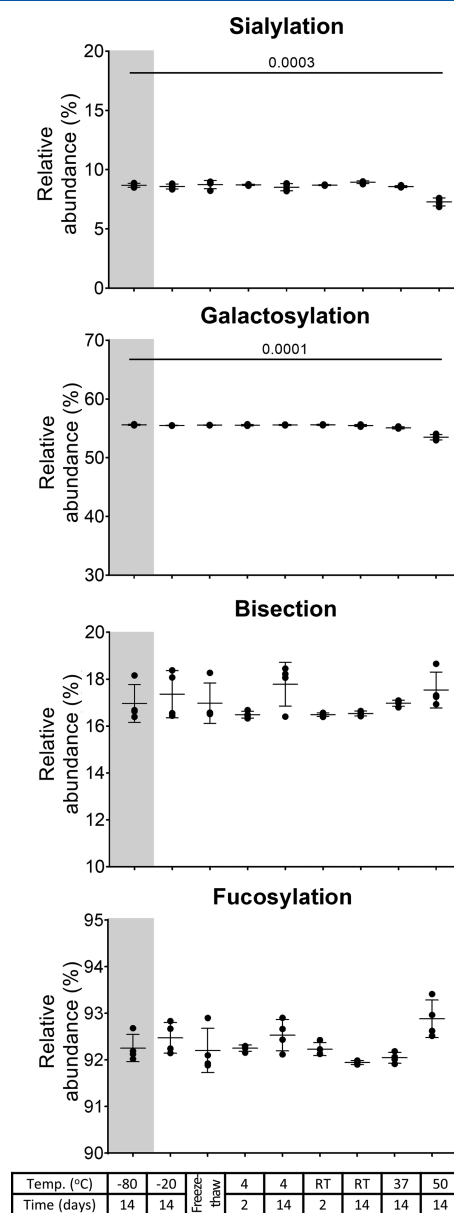 Sialylation
Relative
abundance (%)
20
15
10
5
0
0.0003
Galactosylation
Relative
abundance (%)
70
60
50
40
30
0.0001
Bisection
Relative
abundance (%)
20
18
16
14
12
10
Fucosylation
Relative
abundance (%)
95
94
93
92
91
90
Temp. (°C) -80 -20 Freeze-thaw 4 4 RT RT 37 50
Time (days) 14 14 2 14 2 14 14 14